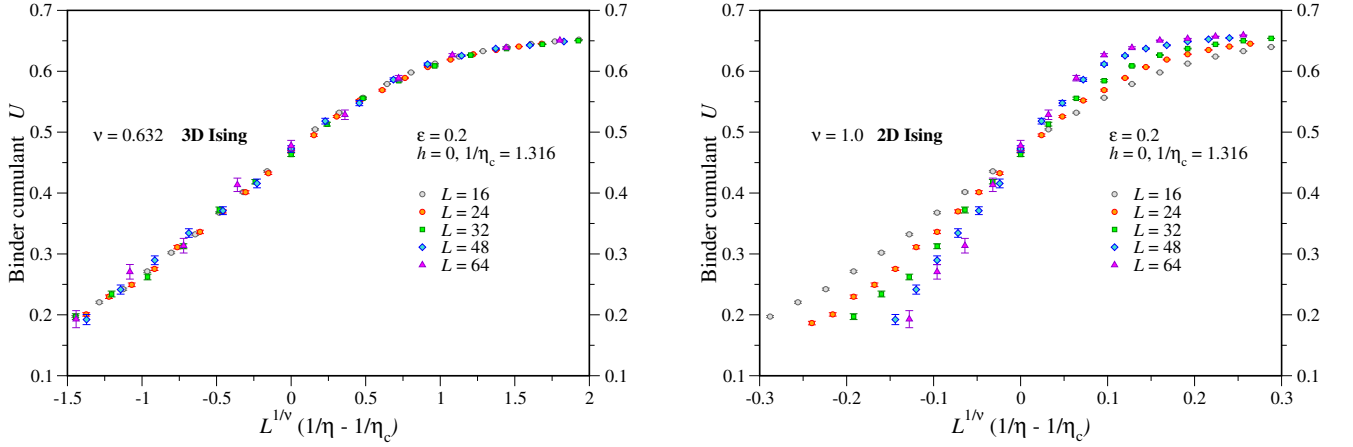 0.7
0.6
0.5
0.4
0.3
0.2
0.1
Binder cumulant U
ν = 0.632 3D Ising
ε = 0.2
h = 0, 1/η_c = 1.316
L = 16
L = 24
L = 32
L = 48
L = 64
0.7
0.6
0.5
0.4
0.3
0.2
0.1
-1.5 -1 -0.5 0 0.5 1 1.5 2
L^{1/ν} (1/η - 1/η_c)
0.7
0.6
0.5
0.4
0.3
0.2
0.1
Binder cumulant U
ν = 1.0 2D Ising
ε = 0.2
h = 0, 1/η_c = 1.316
L = 16
L = 24
L = 32
L = 48
L = 64
0.7
0.6
0.5
0.4
0.3
0.2
0.1
-0.3 -0.2 -0.1 0 0.1 0.2 0.3
L^{1/ν} (1/η - 1/η_c)